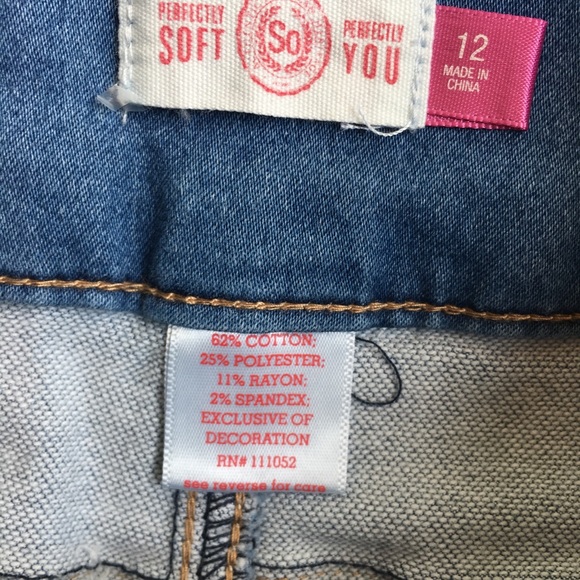 PERFECTLY SOFT
So
PERFECTLY YOU
12
MADE IN
CHINA
62% COTTON;
25% POLYESTER;
11% RAYON;
2% SPANDEX;
EXCLUSIVE OF
DECORATION
RN# 111052
see reverse for care